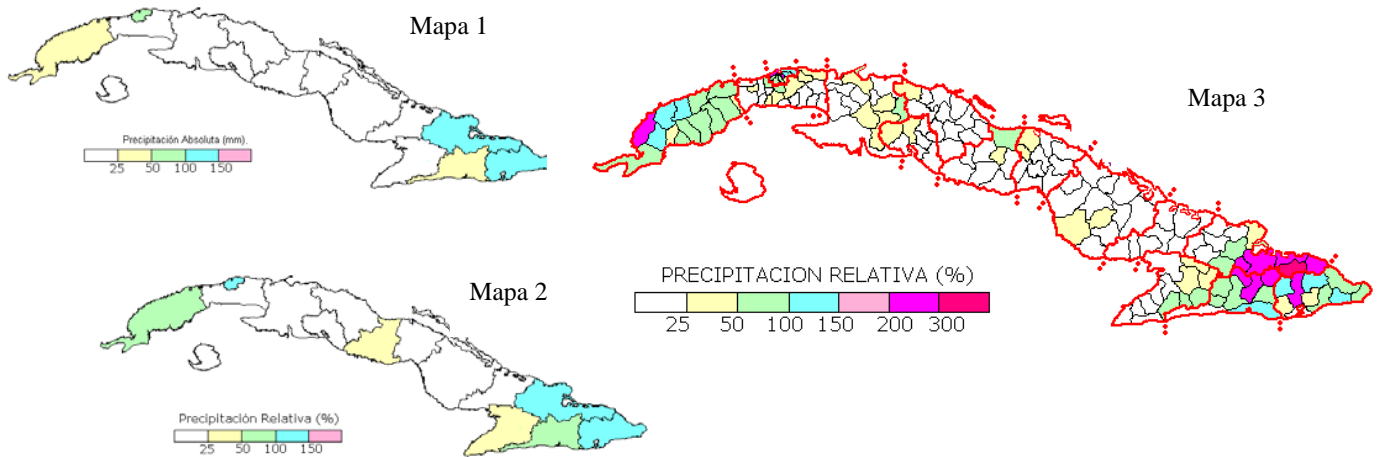 Mapa 1
Precipitación Absoluta (mm).
25 50 100 150
Mapa 2
Precipitación Relativa (%)
25 50 100 150
Mapa 3
PRECIPITACION RELATIVA (%)
25 50 100 150 200 300